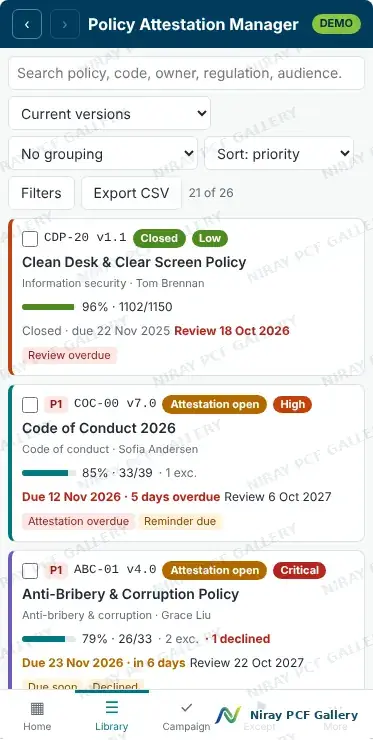 ‹ › Policy Attestation Manager DEMO
Search policy, code, owner, regulation, audience.
Current versions
No grouping Sort: priority
Filters Export CSV 21 of 26
CDP-20 v1.1 Closed Low
Clean Desk & Clear Screen Policy
Information security · Tom Brennan
96% · 1102/1150
Closed · due 22 Nov 2025 Review 18 Oct 2026
Review overdue
P1 COC-00 v7.0 Attestation open High
Code of Conduct 2026
Code of conduct · Sofia Andersen
85% · 33/39 · 1 exc.
Due 12 Nov 2026 · 5 days overdue Review 6 Oct 2027
Attestation overdue Reminder due
P1 ABC-01 v4.0 Attestation open Critical
Anti-Bribery & Corruption Policy
Anti-bribery & corruption · Grace Liu
79% · 26/33 · 2 exc. · 1 declined
Due 23 Nov 2026 · in 6 days Review 22 Oct 2027
Due soon Declined
Home Library Campaign Except More
Niray PCF Gallery
NIRAY PCF GALLERY